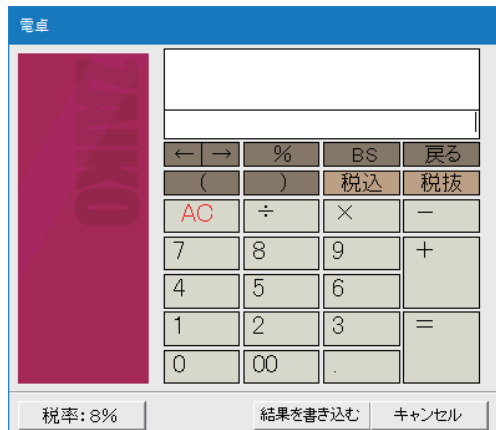 電卓
ZAIKO
← → % BS 戻る
( ) 税込 税抜
AC ÷ × −
7 8 9 +
4 5 6
1 2 3 =
0 00 .
税率:8% 結果を書き込む キャンセル